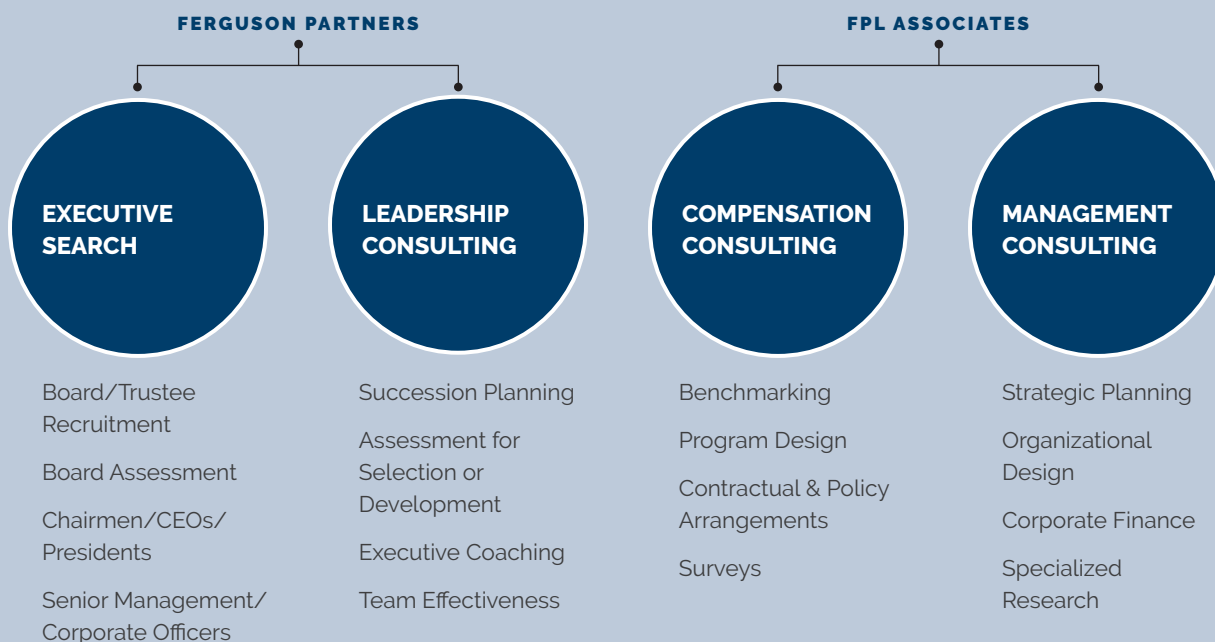 FERGUSON PARTNERS
FPL ASSOCIATES
EXECUTIVE
SEARCH
LEADERSHIP
CONSULTING
COMPENSATION
CONSULTING
MANAGEMENT
CONSULTING
Board/Trustee
Recruitment
Board Assessment
Chairmen/CEOs/
Presidents
Senior Management/
Corporate Officers
Succession Planning
Assessment for
Selection or
Development
Executive Coaching
Team Effectiveness
Benchmarking
Program Design
Contractual & Policy
Arrangements
Surveys
Strategic Planning
Organizational
Design
Corporate Finance
Specialized
Research